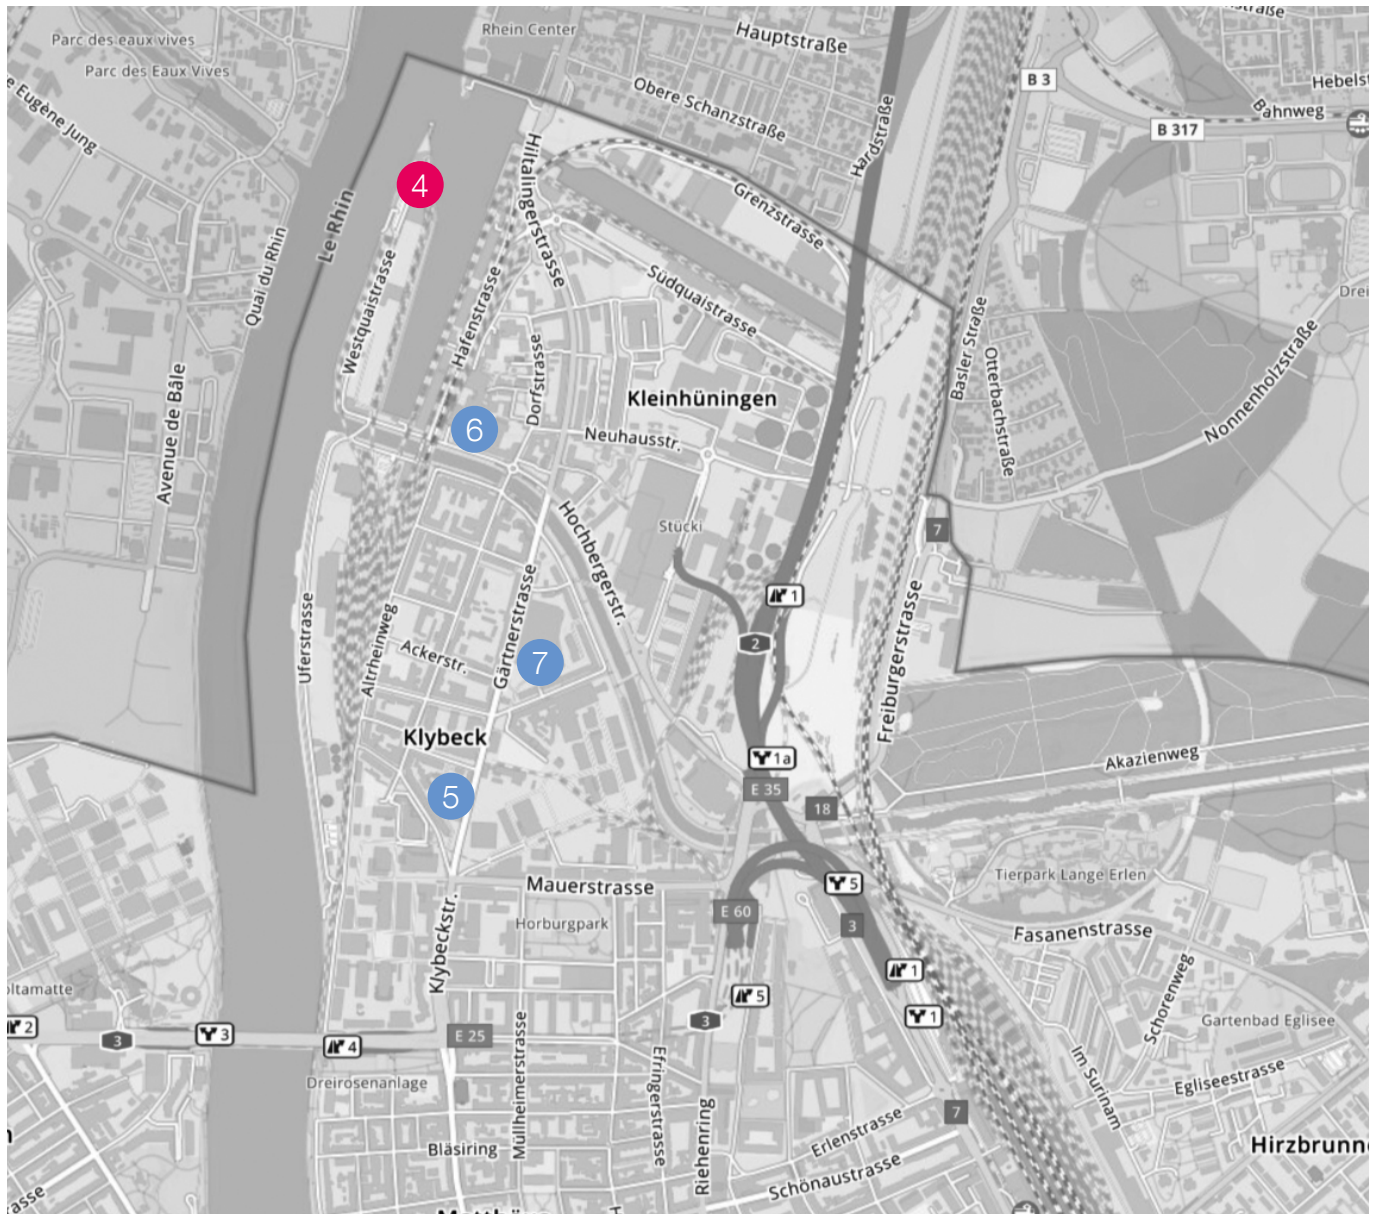 Rhein Center
Hauptstraße
Parc des eaux vives
Parc des Eaux Vives
B 3
Hebelst
e Eugène Jung
Obere Schanzstraße
Bahnweg
B 317
Hardstraße
Hiltalingerstrasse
4
Le Rhin
Grenzstrasse
Quai du Rhin
Westquaistrasse
Hafenstrasse
Südquaistrasse
Drei
Basler Straße
Otterbachstraße
Nonnenholzstraße
Dorfstrasse
Avenue de Bâle
Kleinhüningen
6
Neuhausstr.
Hochbergerstr.
Stücki
7
1
Uferstrasse
Altrheinweg
Ackerstr.
Gärtnerstrasse
7
2
Freiburgerstrasse
Klybeck
1a
Akazienweg
E 35
5
18
Mauerstrasse
5
Tierpark Lange Erlen
Klybeckstr.
Horburgpark
E 60
3
Fasanenstrasse
1
Schorenweg
oltamatte
5
2
3
3
4
E 25
3
1
Gartenbad Eglisee
Müllheimerstrasse
Efringerstrasse
Im Surinam
Egliseestrasse
Dreirosenanlage
7
Riehenring
Erlenstrasse
Bläsiring
Hirzbrunne
Schönaustrasse
asse